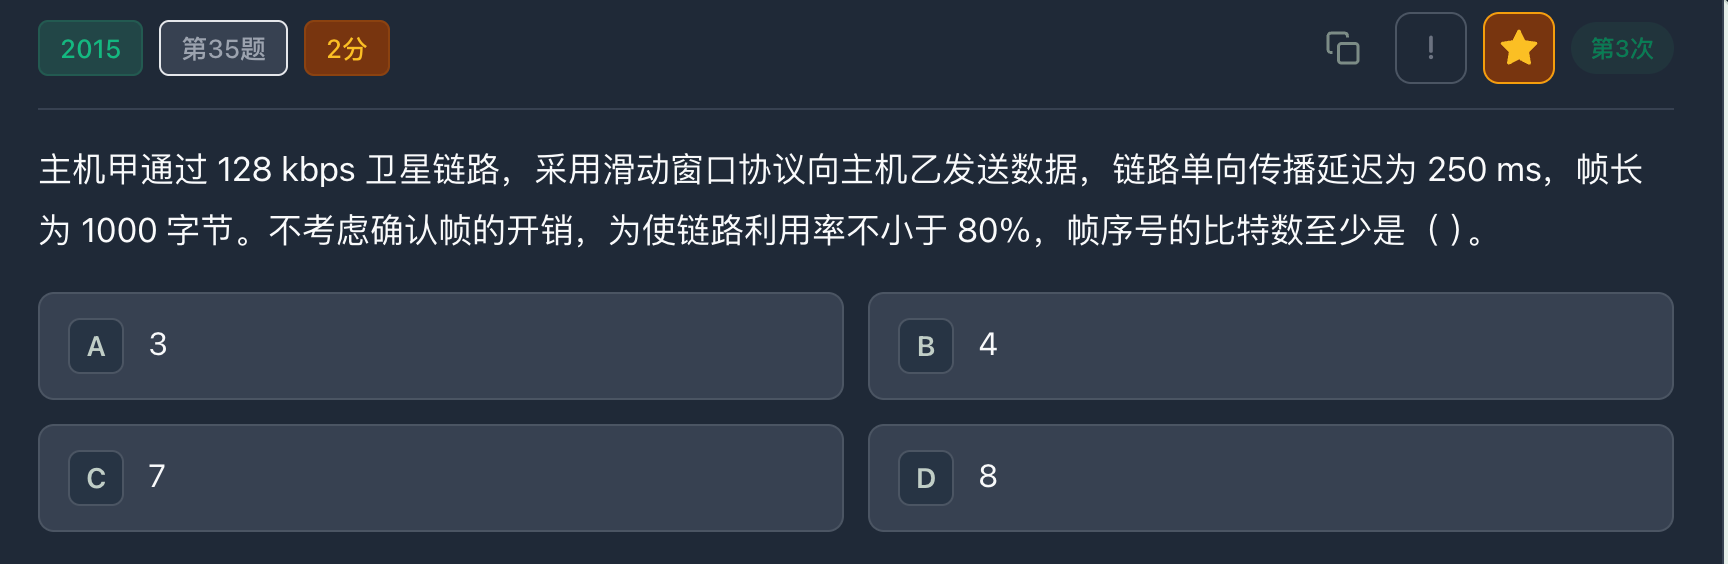 2015 第35题 2分 ! 第3次
主机甲通过 128 kbps 卫星链路，采用滑动窗口协议向主机乙发送数据，链路单向传播延迟为 250 ms，帧长
为 1000 字节。不考虑确认帧的开销，为使链路利用率不小于 80%，帧序号的比特数至少是（ ）。
A 3
B 4
C 7
D 8